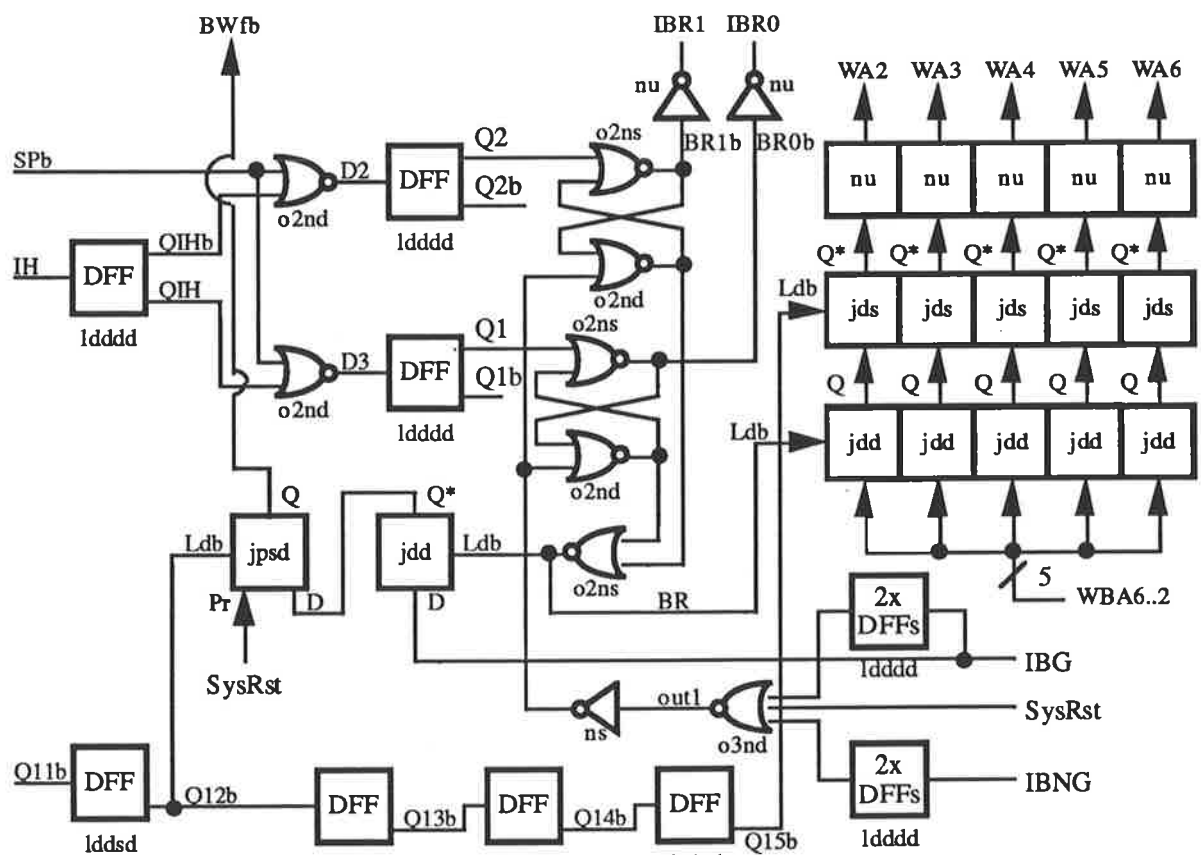 BWfb
IBR1 IBR0
WA2 WA3 WA4 WA5 WA6
nu nu
Q2 o2ns BR1b BR0b
SPb
D2 DFF nu nu nu nu nu
o2nd Q2b
QIHb ldddd
IH DFF Q* Q* Q* Q* Q*
QIH Ldb
o2nd jds jds jds jds jds
ldddd o2ns
Q1
D3 DFF Q Q Q Q Q
o2nd Q1b
ldddd Ldb jdd jdd jdd jdd jdd
o2nd
Q Q*
Ldb jpsd jdd Ldb
o2ns 5
Pr D D BR 2x WBA6..2
DFFs
ldddd IBG
SysRst
out1 SysRst
ns o3nd
Q11b DFF 2x IBNG
DFFs
Q12b DFF DFF DFF
Q13b Q14b Q15b
lddsd ldddd